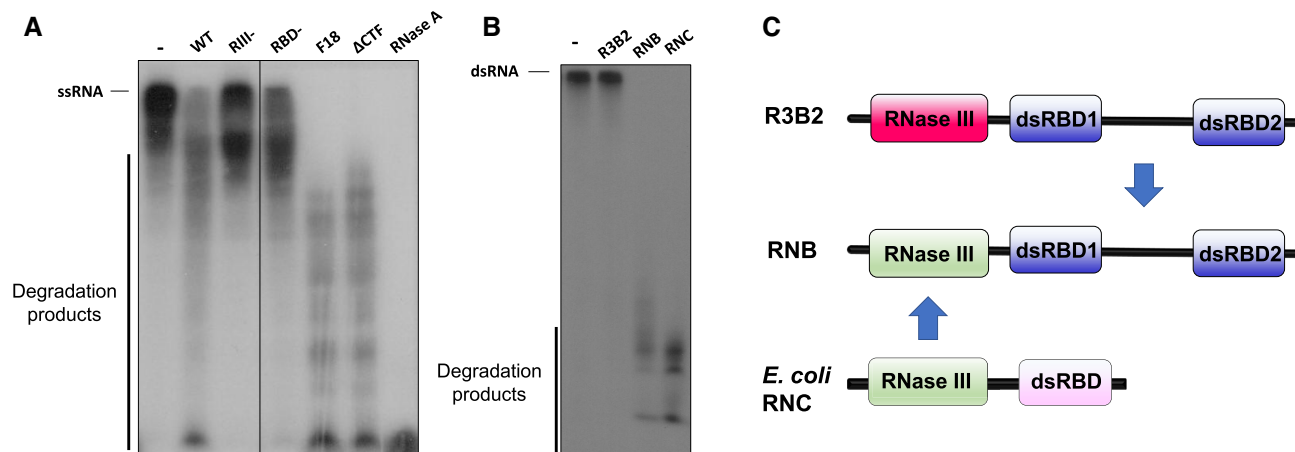 A
- WT RIII- RBD- F18 ΔCTF RNase A
ssRNA
Degradation
products
B
- R3B2 RNB RNC
dsRNA
Degradation
products
C
R3B2 RNase III dsRBD1 dsRBD2
RNB RNase III dsRBD1 dsRBD2
E. coli
RNC
RNase III dsRBD